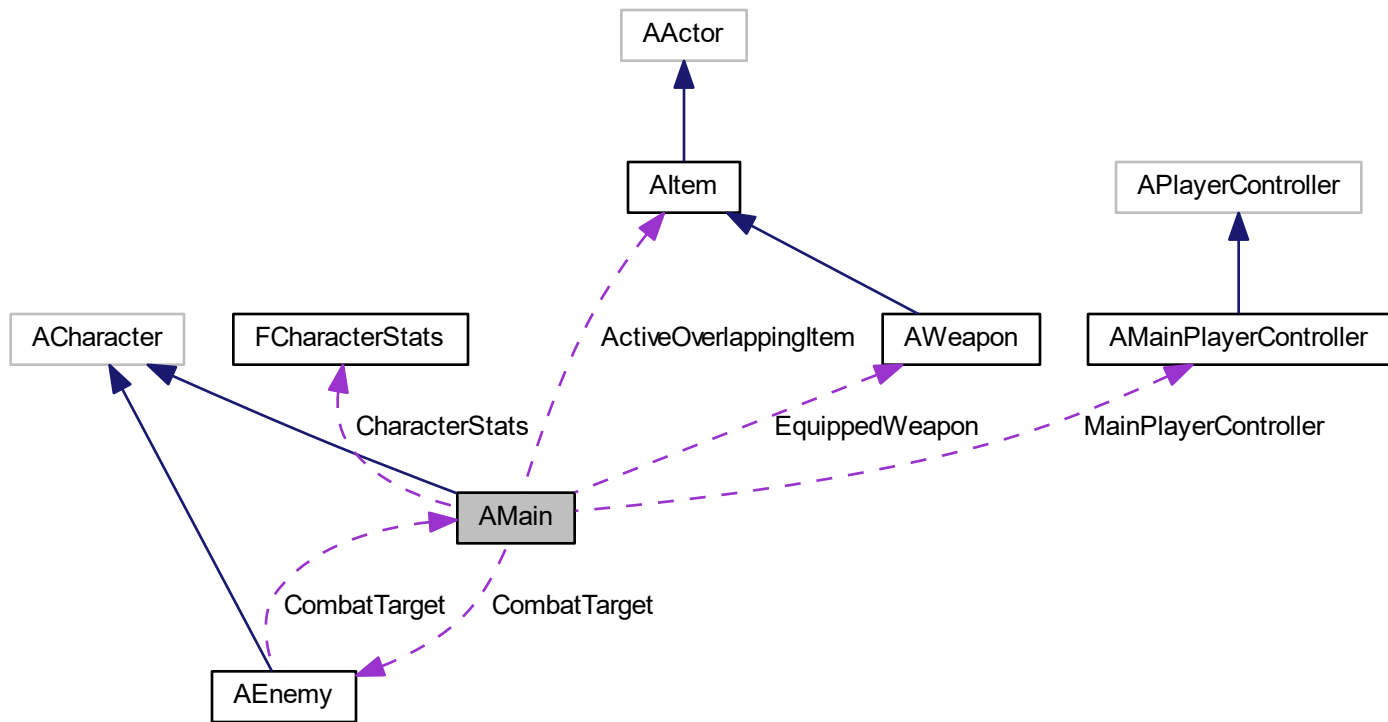 AActor
AItem
APlayerController
ACharacter
FCharacterStats
ActiveOverlappingItem
AWeapon
AMainPlayerController
CharacterStats
EquippedWeapon
MainPlayerController
AMain
CombatTarget
CombatTarget
AEnemy